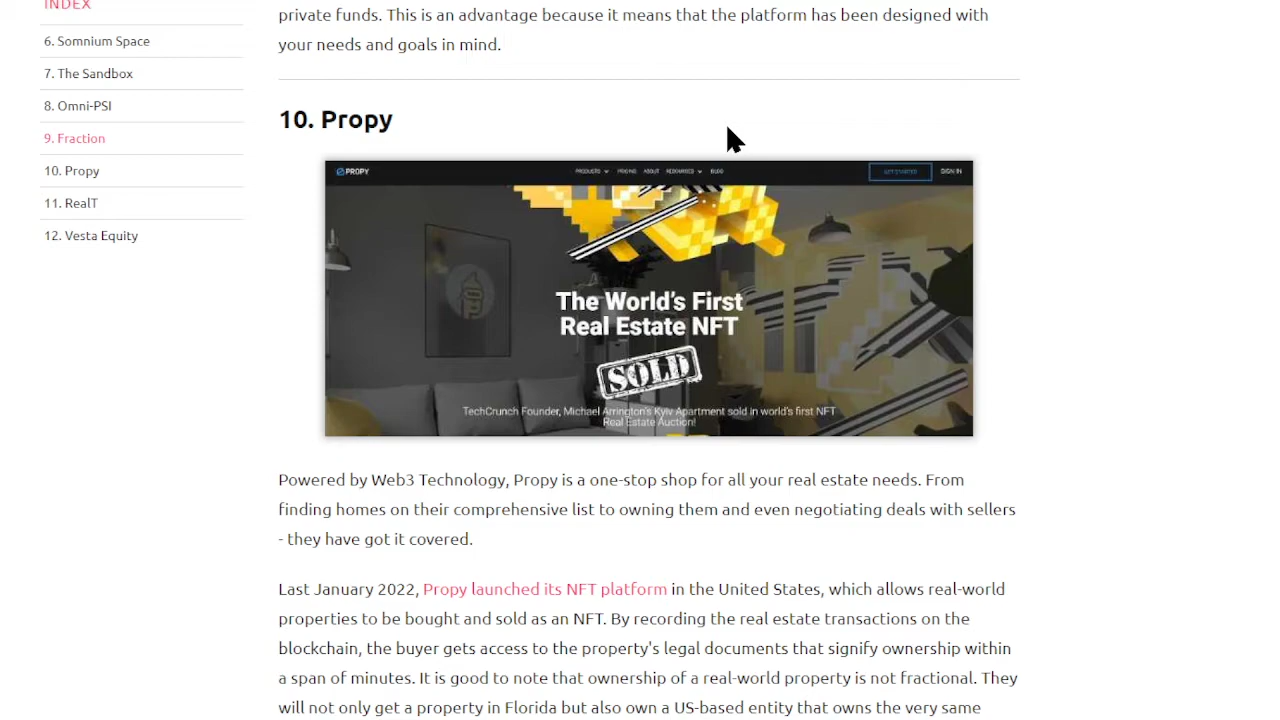 INDEX
6. Somnium Space
7. The Sandbox
8. Omni-PSI
9. Fraction
10. Propy
11. RealT
12. Vesta Equity
private funds. This is an advantage because it means that the platform has been designed with
your needs and goals in mind.
10. Propy
PROPY
PRODUCTS PRICING ABOUT RESOURCES BLOG GET STARTED SIGN IN
The World's First
Real Estate NFT
SOLD
TechCrunch Founder, Michael Arrington's Kyiv Apartment sold in world's first NFT
Real Estate Auction!
Powered by Web3 Technology, Propy is a one-stop shop for all your real estate needs. From
finding homes on their comprehensive list to owning them and even negotiating deals with sellers
- they have got it covered.
Last January 2022, Propy launched its NFT platform in the United States, which allows real-world
properties to be bought and sold as an NFT. By recording the real estate transactions on the
blockchain, the buyer gets access to the property's legal documents that signify ownership within
a span of minutes. It is good to note that ownership of a real-world property is not fractional. They
will not only get a property in Florida but also own a US-based entity that owns the very same